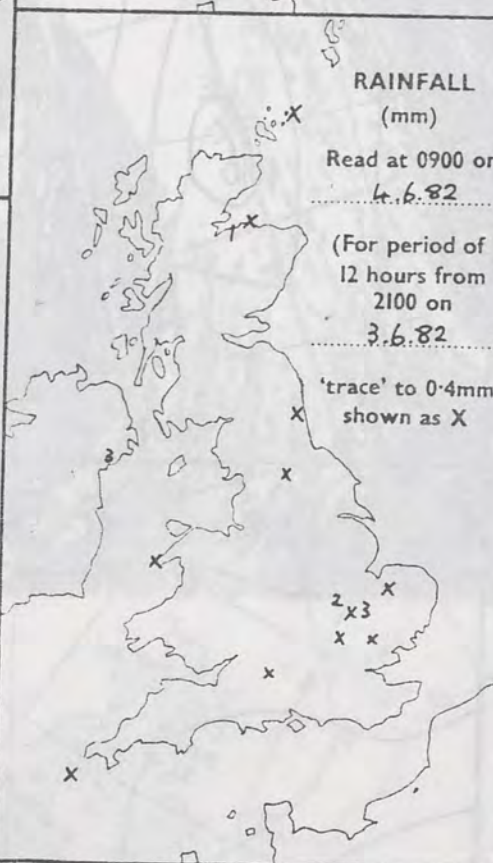 RAINFALL
(mm)
Read at 0900 on
4.6.82
(For period of
12 hours from
2100 on
3.6.82
'trace' to 0·4mm
shown as X
X
1 X
X
3
X
X
X
2 X 3
X X
X
X